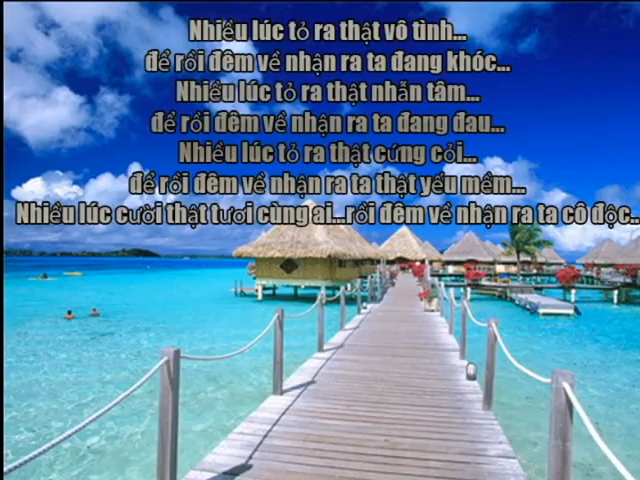 Nhiều lúc tỏ ra thật vô tình...
để rồi đêm về nhận ra ta đang khóc...
Nhiều lúc tỏ ra thật nhẫn tâm...
để rồi đêm về nhận ra ta đang đau...
Nhiều lúc tỏ ra thật cứng cỏi...
để rồi đêm về nhận ra ta thật yếu mềm...
Nhiều lúc cười thật tươi cùng ai...rồi đêm về nhận ra ta cô độc..